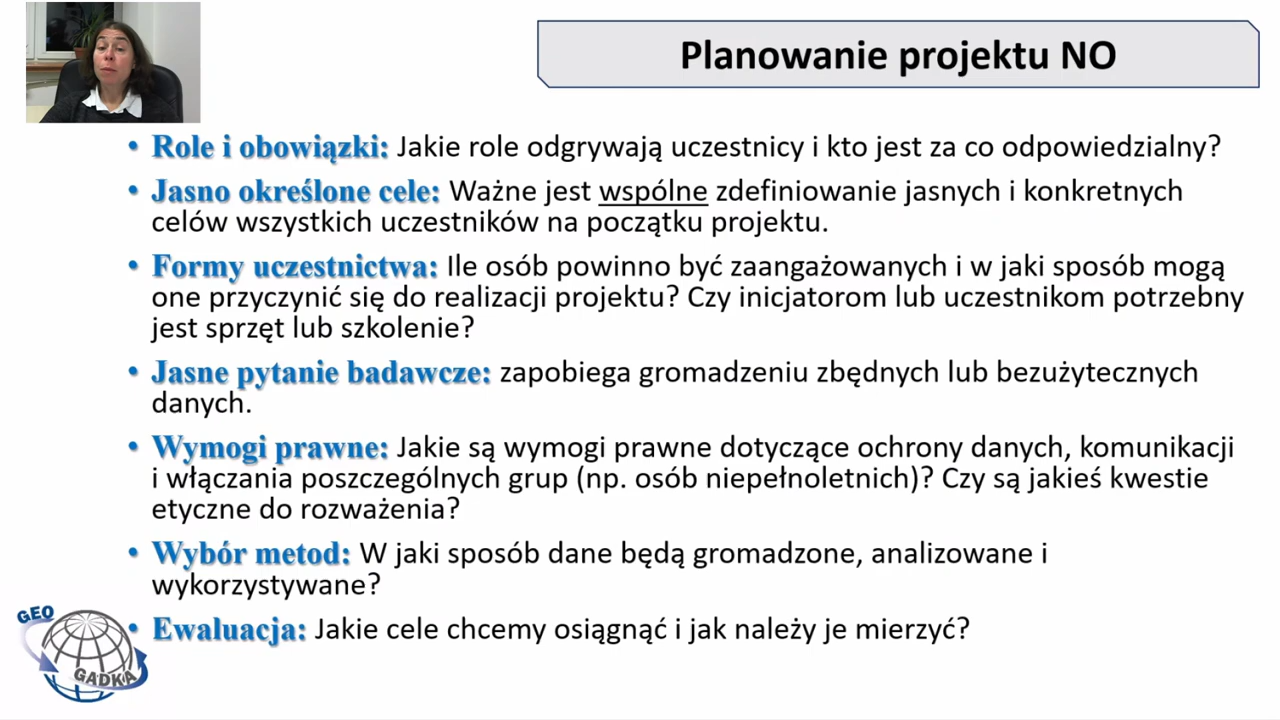 Planowanie projektu NO
• Role i obowiązki: Jakie role odgrywają uczestnicy i kto jest za co odpowiedzialny?
• Jasno określone cele: Ważne jest wspólne zdefiniowanie jasnych i konkretnych
celów wszystkich uczestników na początku projektu.
• Formy uczestnictwa: Ile osób powinno być zaangażowanych i w jaki sposób mogą
one przyczynić się do realizacji projektu? Czy inicjatorom lub uczestnikom potrzebny
jest sprzęt lub szkolenie?
• Jasne pytanie badawcze: zapobiega gromadzeniu zbędnych lub bezużytecznych
danych.
• Wymogi prawne: Jakie są wymogi prawne dotyczące ochrony danych, komunikacji
i włączania poszczególnych grup (np. osób niepełnoletnich)? Czy są jakieś kwestie
etyczne do rozważenia?
• Wybór metod: W jaki sposób dane będą gromadzone, analizowane i
wykorzystywane?
• Ewaluacja: Jakie cele chcemy osiągnąć i jak należy je mierzyć?
GEO
GADKA